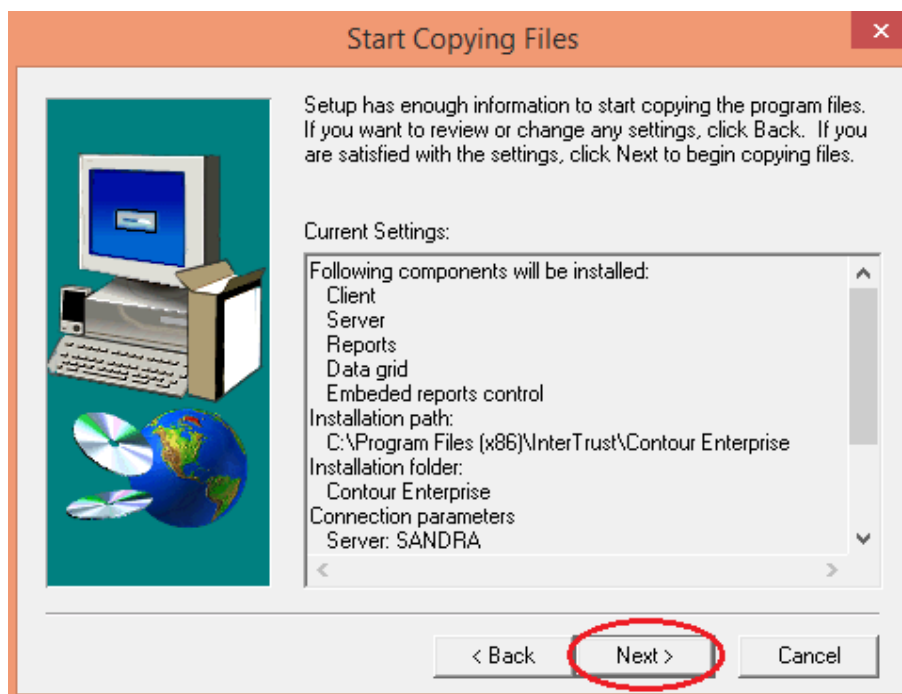 Start Copying Files
Setup has enough information to start copying the program files.
If you want to review or change any settings, click Back. If you
are satisfied with the settings, click Next to begin copying files.
Current Settings:
Following components will be installed:
Client
Server
Reports
Data grid
Embeded reports control
Installation path:
C:\Program Files (x86)\InterTrust\Contour Enterprise
Installation folder:
Contour Enterprise
Connection parameters
Server: SANDRA
< Back
Next >
Cancel